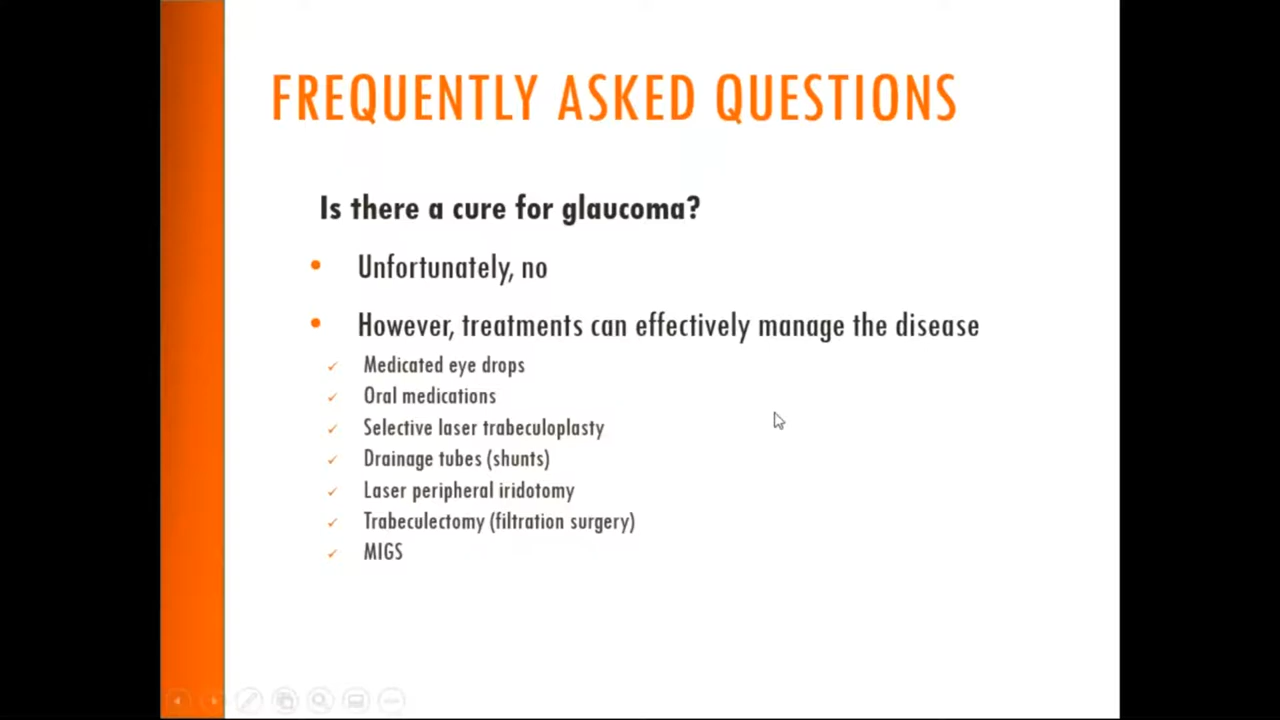 FREQUENTLY ASKED QUESTIONS
Is there a cure for glaucoma?
Unfortunately, no
However, treatments can effectively manage the disease
Medicated eye drops
Oral medications
Selective laser trabeculoplasty
Drainage tubes (shunts)
Laser peripheral iridotomy
Trabeculectomy (filtration surgery)
MIGS